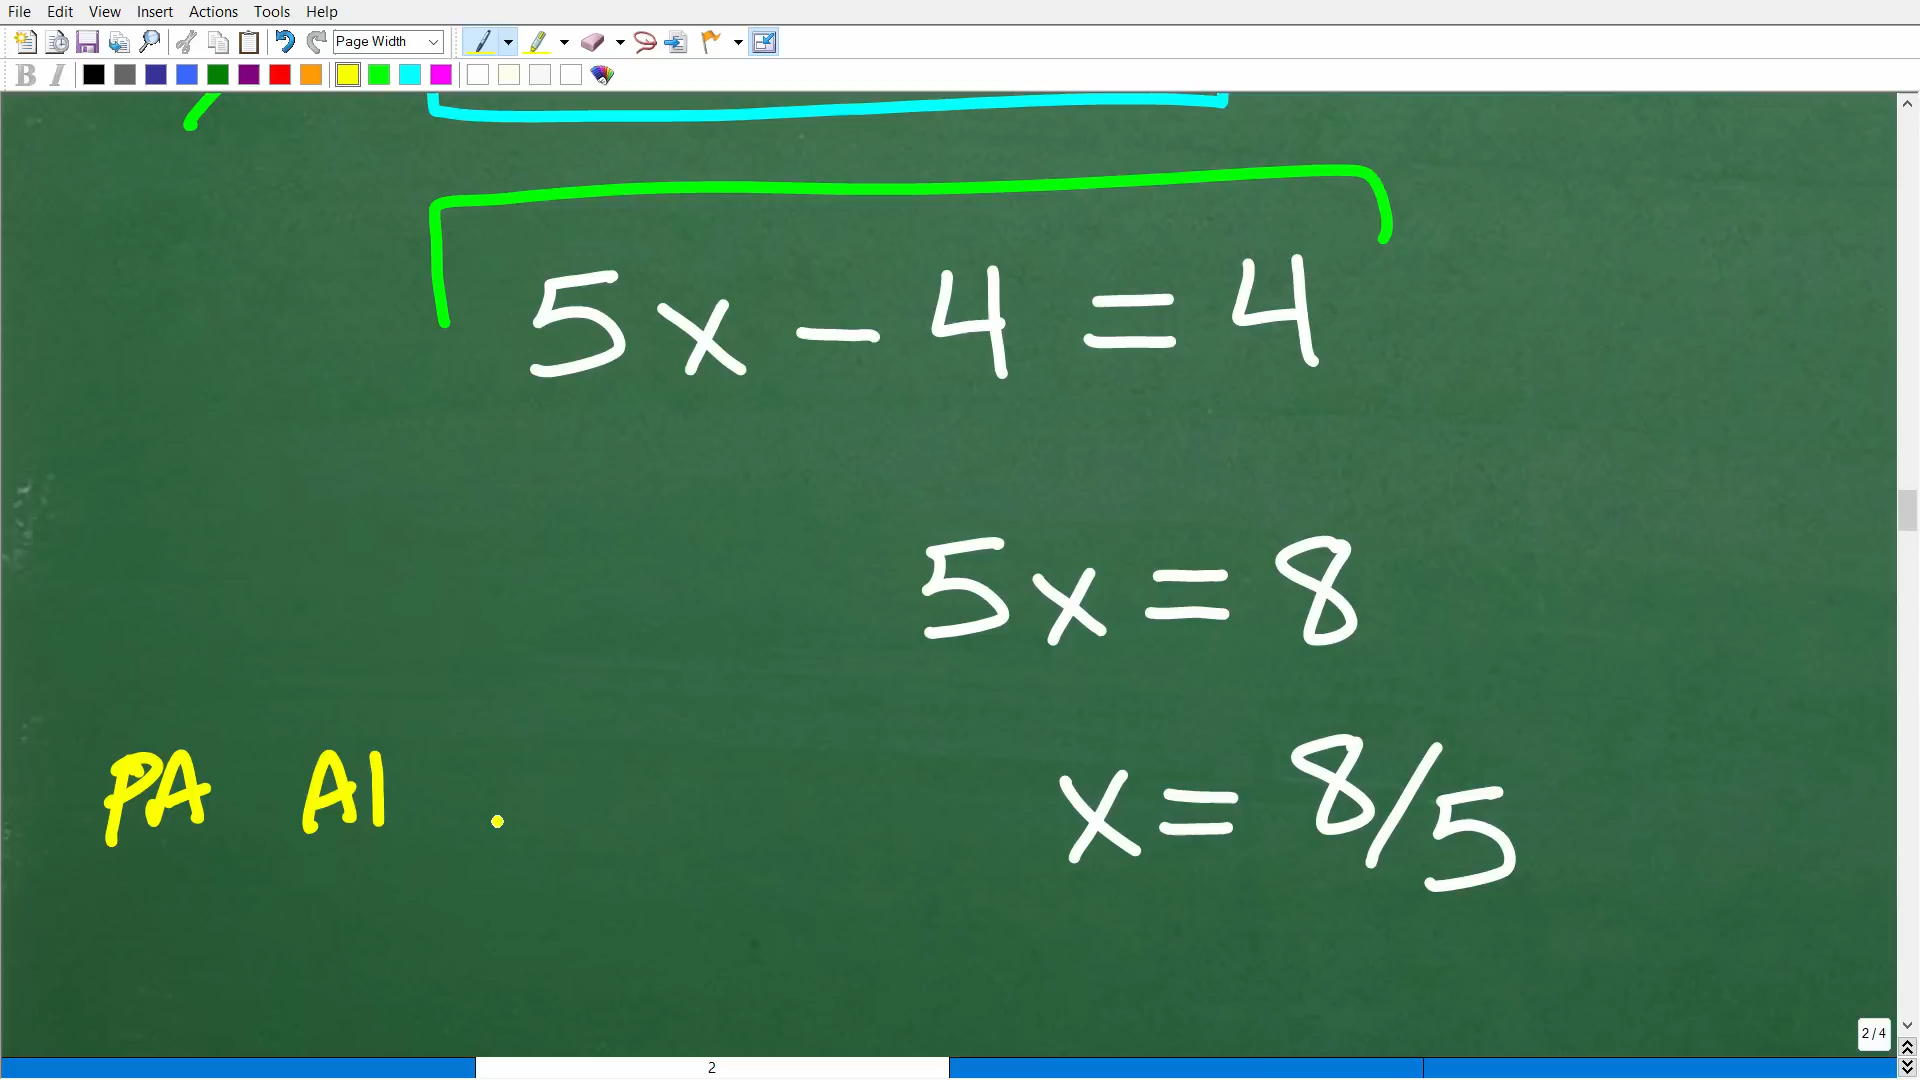 File Edit View Insert Actions Tools Help
Page Width
B I
5x - 4 = 4
5x = 8
PA A1 x = 8/5
2 / 4
2